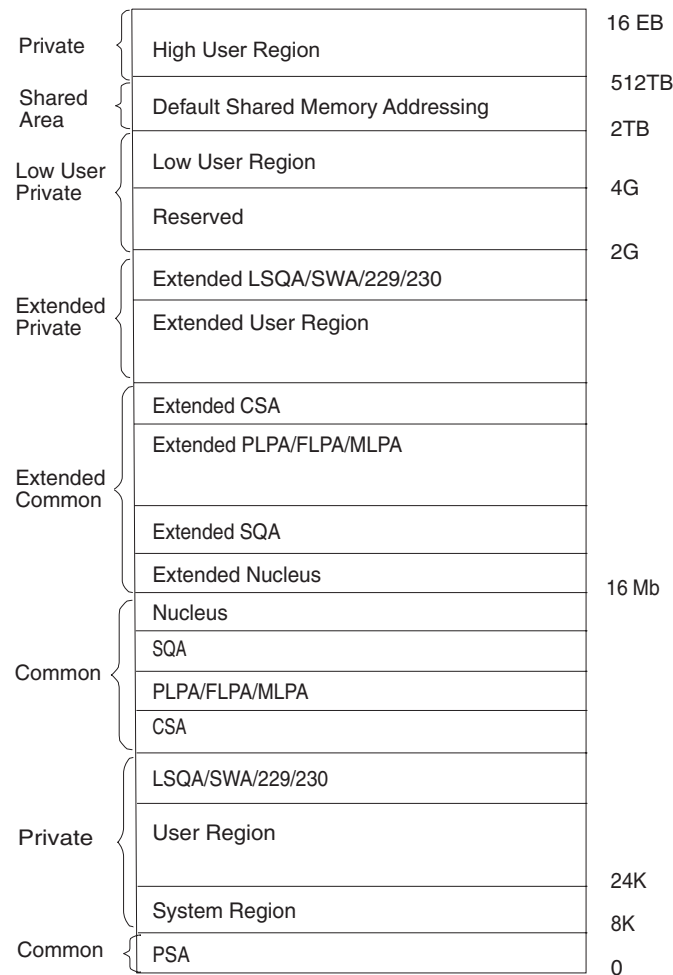 16 EB
Private
High User Region
512TB
Shared
Area
Default Shared Memory Addressing
2TB
Low User
Private
Low User Region
4G
Reserved
2G
Extended
Private
Extended LSQA/SWA/229/230
Extended User Region
Extended
Common
Extended CSA
Extended PLPA/FLPA/MLPA
Extended SQA
Extended Nucleus
16 Mb
Common
Nucleus
SQA
PLPA/FLPA/MLPA
CSA
Private
LSQA/SWA/229/230
User Region
24K
System Region
8K
Common
PSA
0